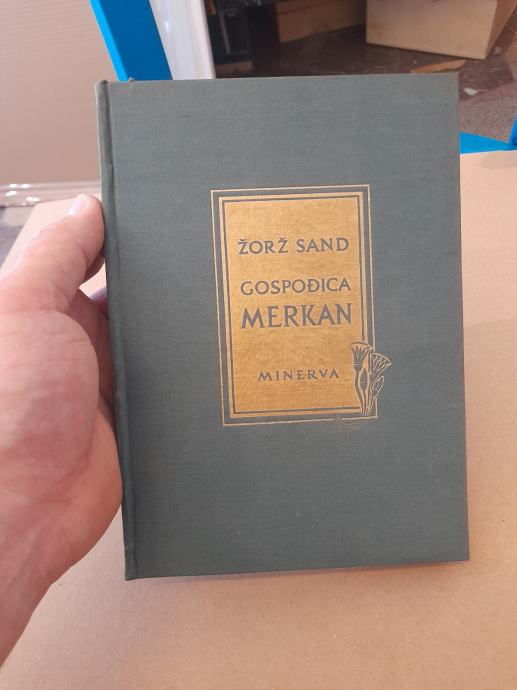 ŽORŽ SAND
GOSPOĐICA
MERKAN
MINERVA